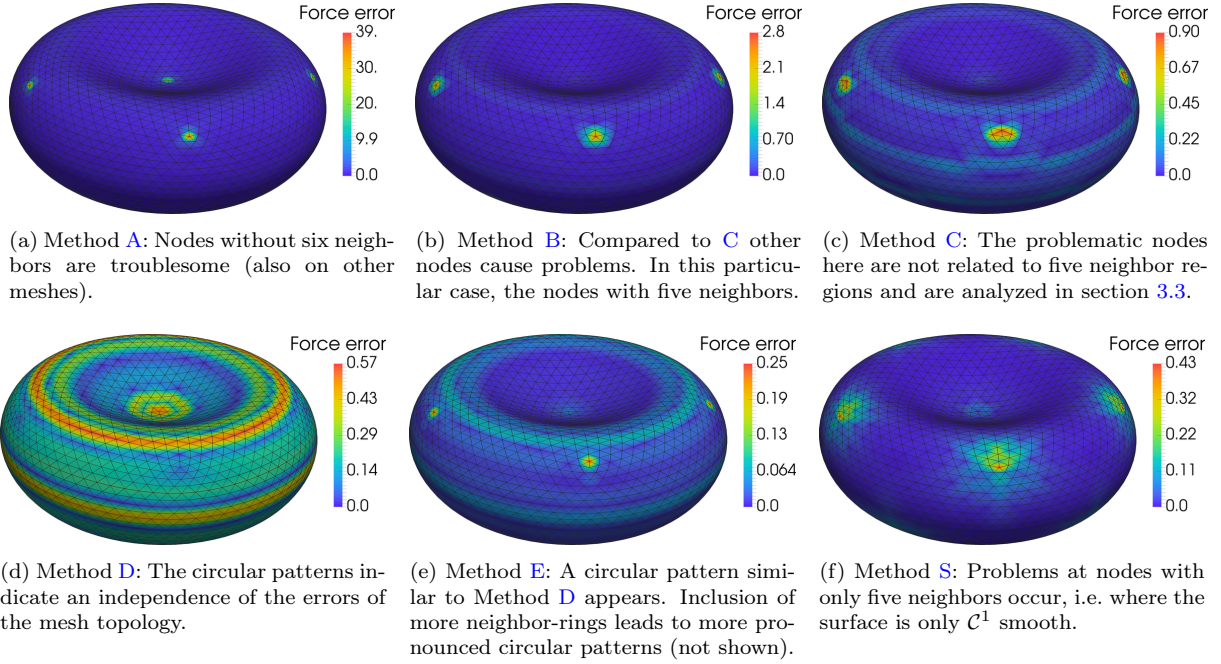 Force error
39.
30.
20.
9.9
0.0
Force error
2.8
2.1
1.4
0.70
0.0
Force error
0.90
0.67
0.45
0.22
0.0
(a) Method A: Nodes without six neigh-
bors are troublesome (also on other
meshes).
(b) Method B: Compared to C other
nodes cause problems. In this particu-
lar case, the nodes with five neighbors.
(c) Method C: The problematic nodes
here are not related to five neighbor re-
gions and are analyzed in section 3.3.
Force error
0.57
0.43
0.29
0.14
0.0
Force error
0.25
0.19
0.13
0.064
0.0
Force error
0.43
0.32
0.22
0.11
0.0
(d) Method D: The circular patterns in-
dicate an independence of the errors of
the mesh topology.
(e) Method E: A circular pattern simi-
lar to Method D appears. Inclusion of
more neighbor-rings leads to more pro-
nounced circular patterns (not shown).
(f) Method S: Problems at nodes with
only five neighbors occur, i.e. where the
surface is only C¹ smooth.